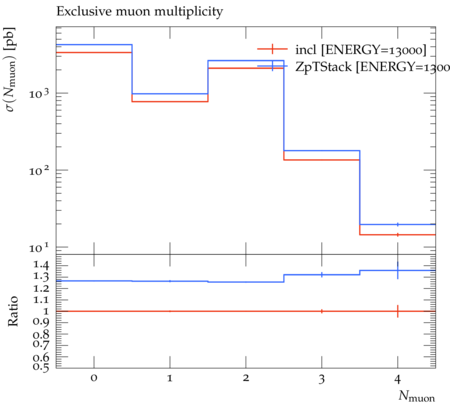 Exclusive muon multiplicity
σ(Nmuon) [pb]
incl [ENERGY=13000]
ZpTStack [ENERGY=1300
10³
10²
10¹
Ratio
1.4
1.3
1.2
1.1
1
0.9
0.8
0.7
0.6
0.5
0 1 2 3 4
Nmuon